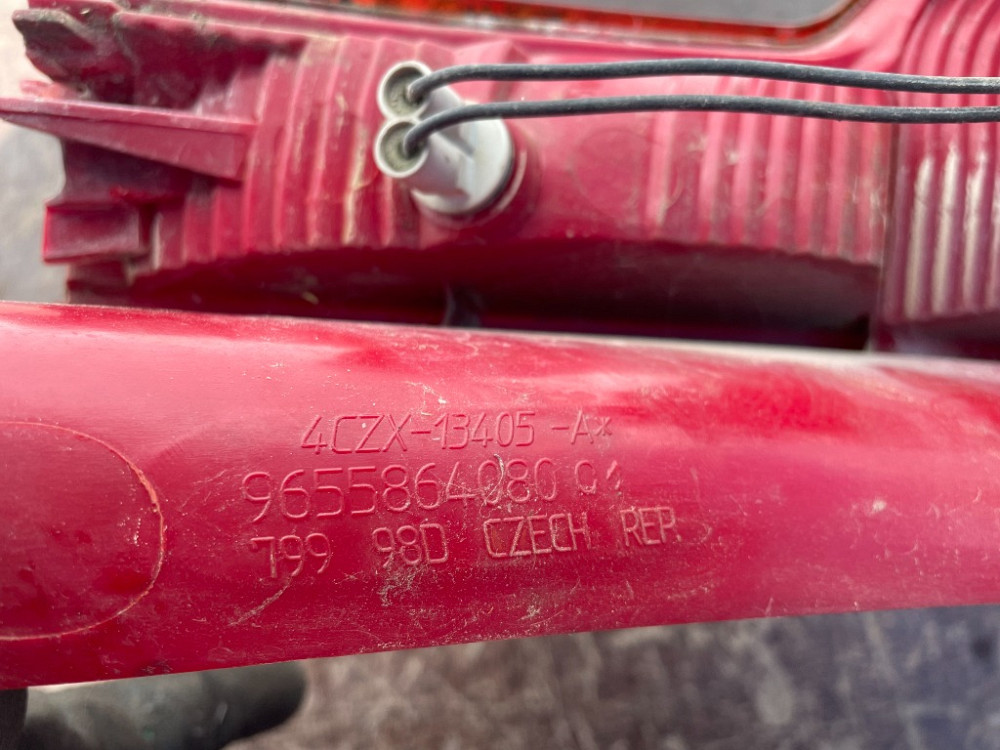 4CZX-13405-A*
9655864080
799 98D CZECH REP.